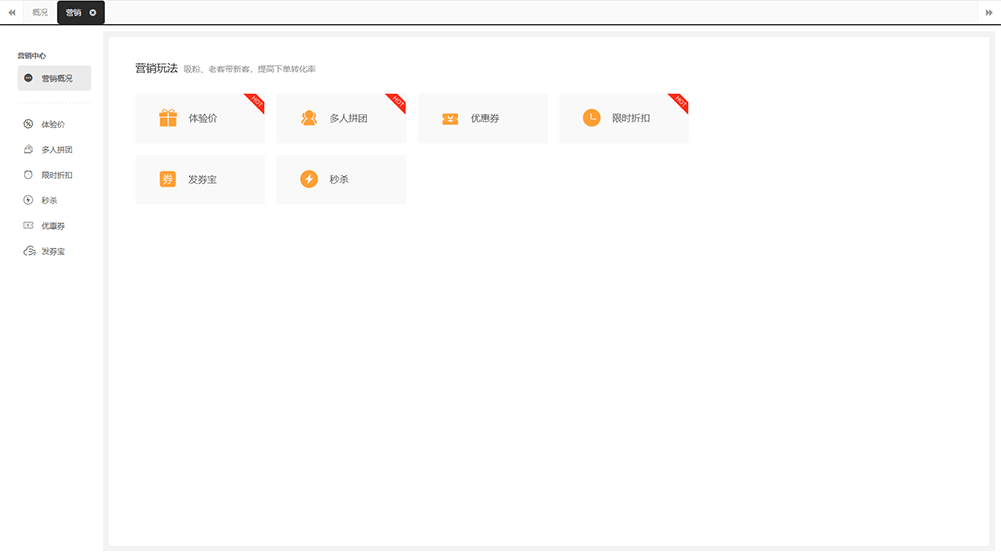 概况
营销
营销中心
营销概况
体验价
多人拼团
限时折扣
秒杀
优惠券
发券宝
营销玩法 吸粉、老客带新客，提高下单转化率
体验价 HOT
多人拼团 HOT
优惠券
限时折扣 HOT
券 发券宝
秒杀